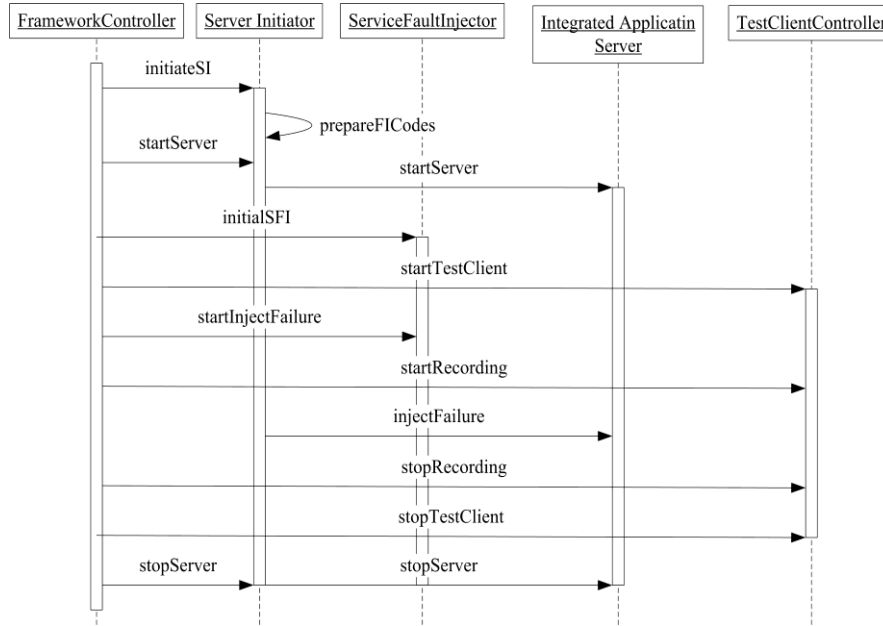 FrameworkController
Server Initiator
ServiceFaultInjector
Integrated Applicatin
Server
TestClientController
initiateSI
prepareFICodes
startServer
startServer
initialSFI
startTestClient
startInjectFailure
startRecording
injectFailure
stopRecording
stopTestClient
stopServer
stopServer